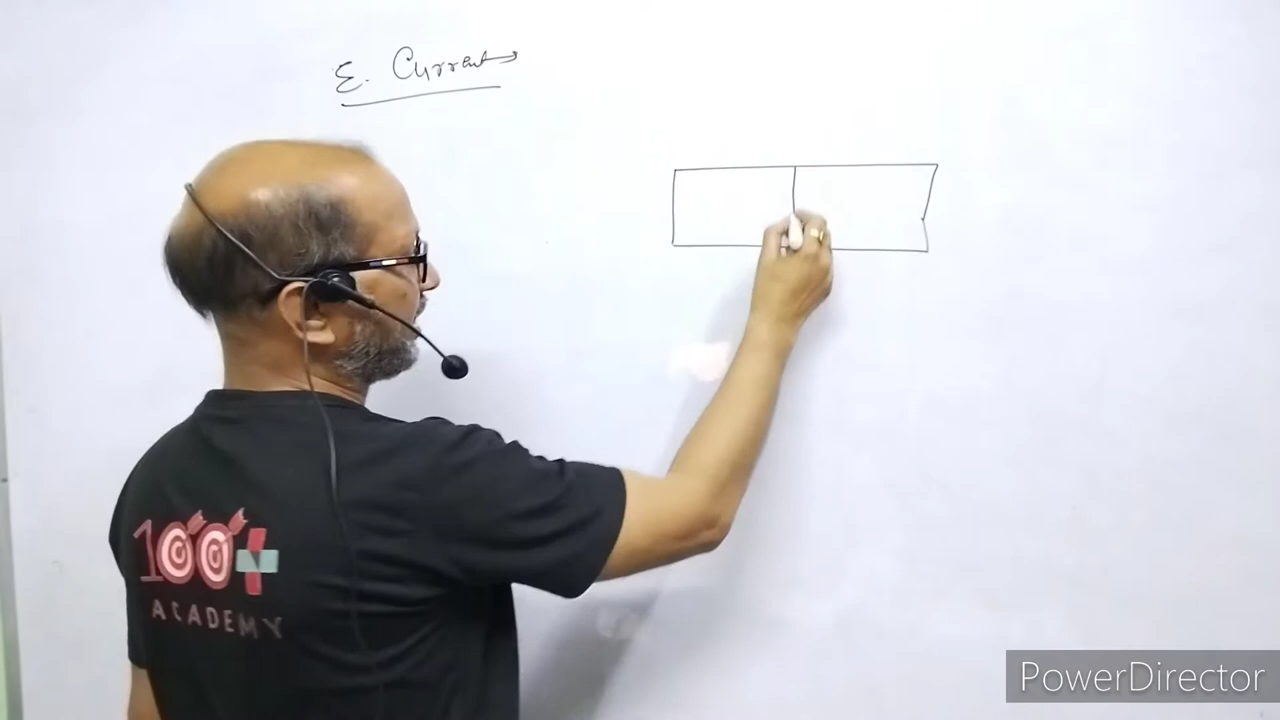 E. Current →
100+
ACADEMY
PowerDirector